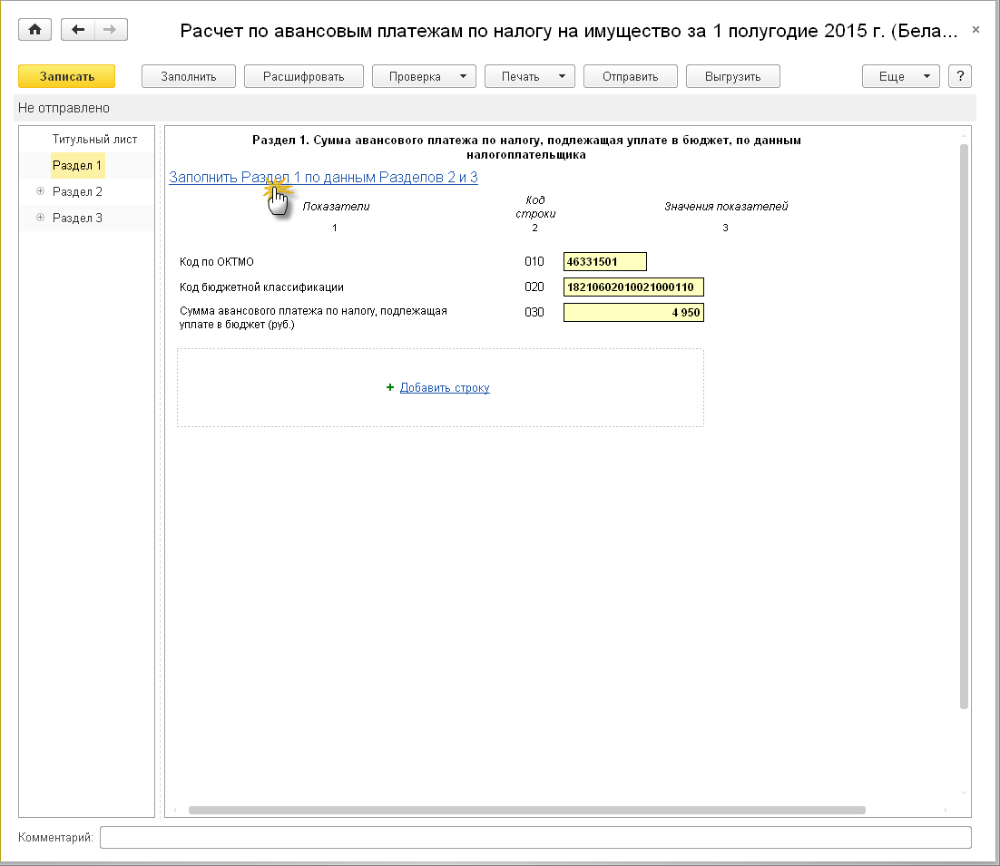 Расчет по авансовым платежам по налогу на имущество за 1 полугодие 2015 г. (Бела...
Записать Заполнить Расшифровать Проверка Печать Отправить Выгрузить Еще ?
Не отправлено
Титульный лист
Раздел 1
Раздел 2
Раздел 3
Раздел 1. Сумма авансового платежа по налогу, подлежащая уплате в бюджет, по данным
налогоплательщика
Заполнить Раздел 1 по данным Разделов 2 и 3
Показатели Код строки Значения показателей
1 2 3
Код по ОКТМО 010 46331501
Код бюджетной классификации 020 18210602010021000110
Сумма авансового платежа по налогу, подлежащая
уплате в бюджет (руб.) 030 4 950
+ Добавить строку
Комментарий: